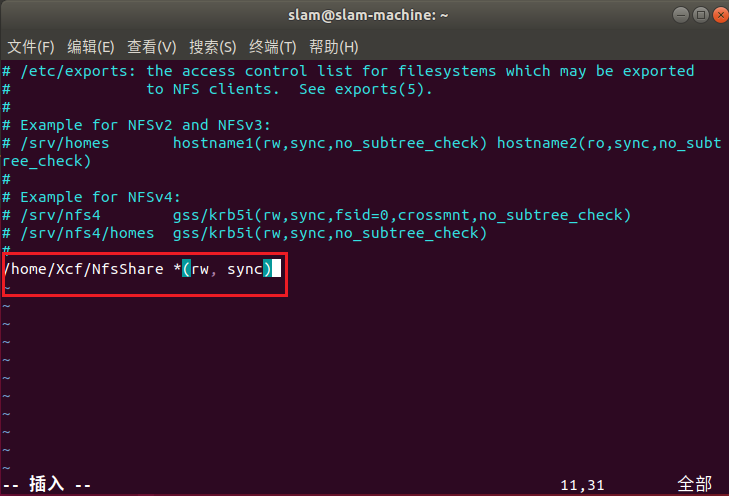 slam@slam-machine: ~
文件(F) 编辑(E) 查看(V) 搜索(S) 终端(T) 帮助(H)
# /etc/exports: the access control list for filesystems which may be exported
#               to NFS clients.  See exports(5).
#
# Example for NFSv2 and NFSv3:
# /srv/homes       hostname1(rw,sync,no_subtree_check) hostname2(ro,sync,no_subt
ree_check)
#
# Example for NFSv4:
# /srv/nfs4        gss/krb5i(rw,sync,fsid=0,crossmnt,no_subtree_check)
# /srv/nfs4/homes  gss/krb5i(rw,sync,no_subtree_check)
#
/home/Xcf/NfsShare *(rw, sync)
~
~
~
~
~
~
~
~
~
~
~
-- 插入 -- 11,31 全部